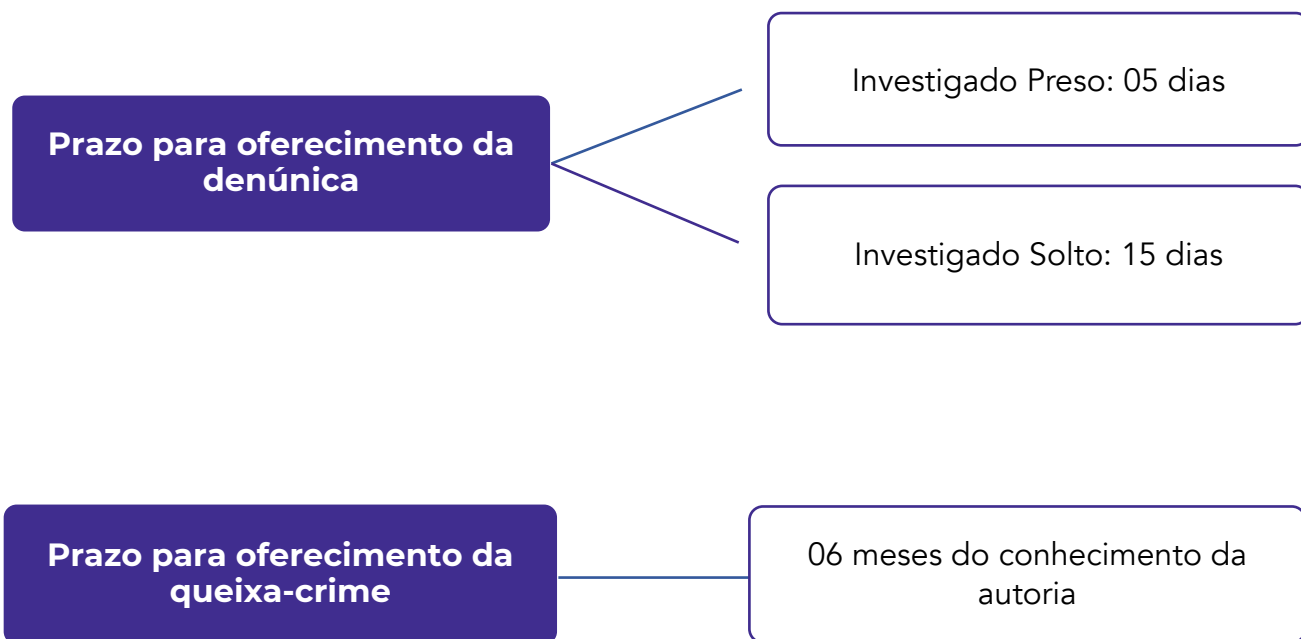 Prazo para oferecimento da
denúnica
Investigado Preso: 05 dias
Investigado Solto: 15 dias
Prazo para oferecimento da
queixa-crime
06 meses do conhecimento da
autoria